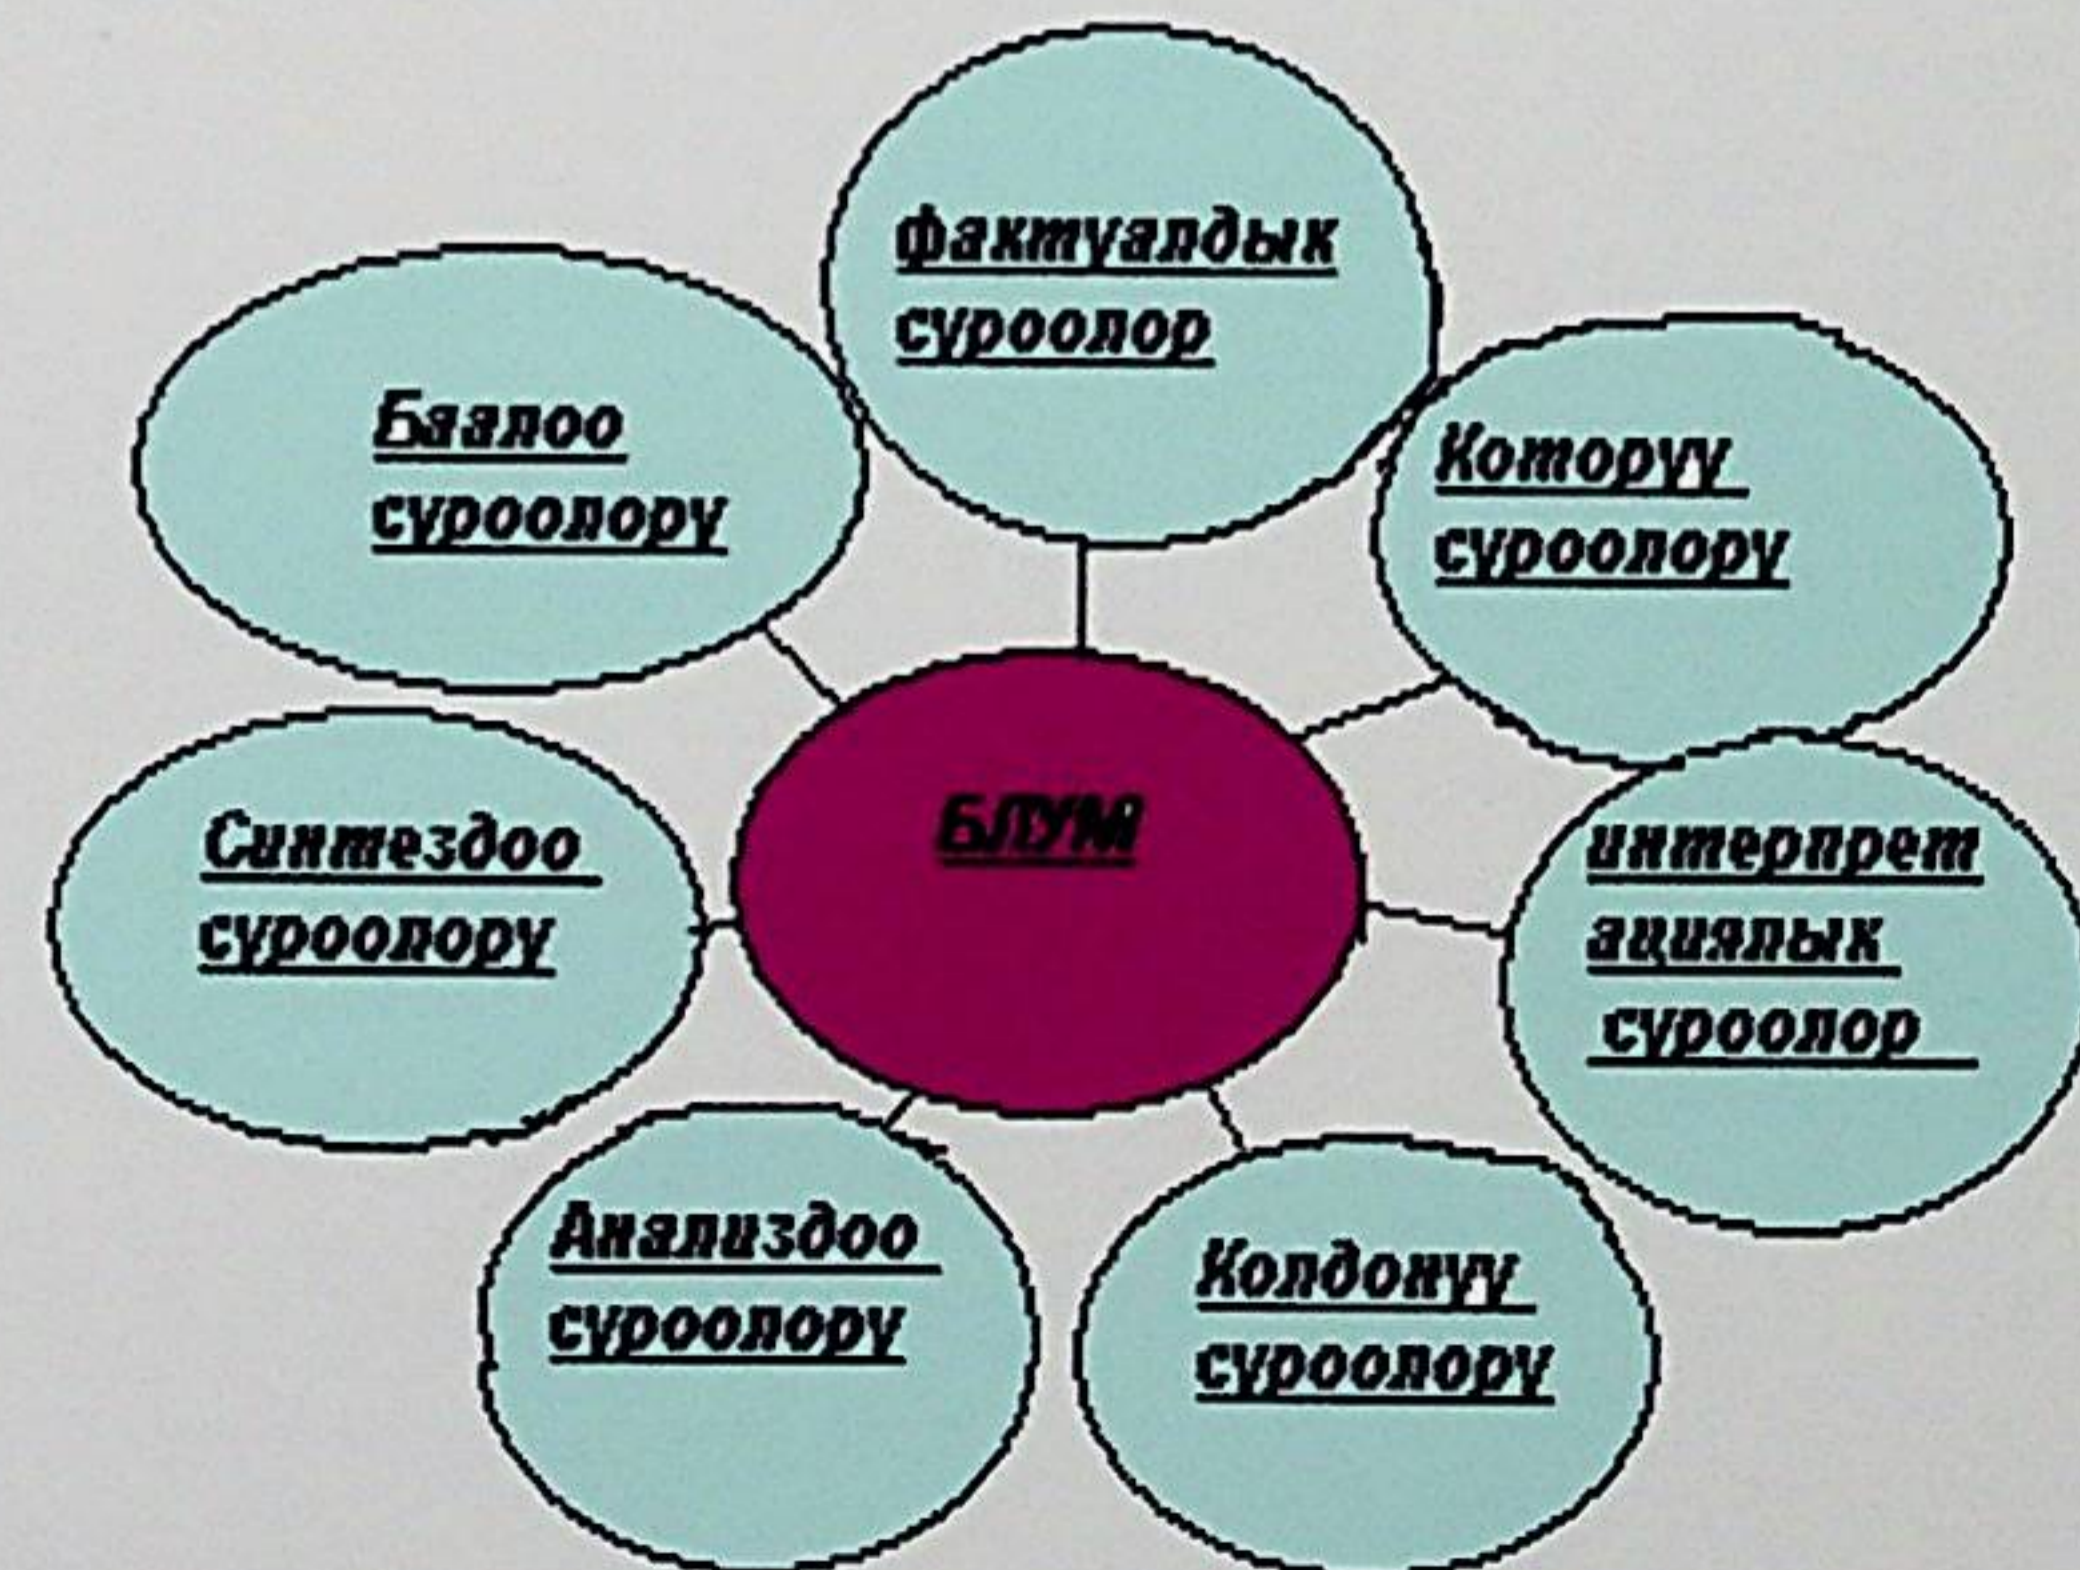 фактуалдык
суроолор
Которуу
суроолору
интерпрет
ациялык
суроолор
Колдонуу
суроолору
Анализдоо
суроолору
Синтездоо
суроолору
Баалоо
суроолору
БЛУМ